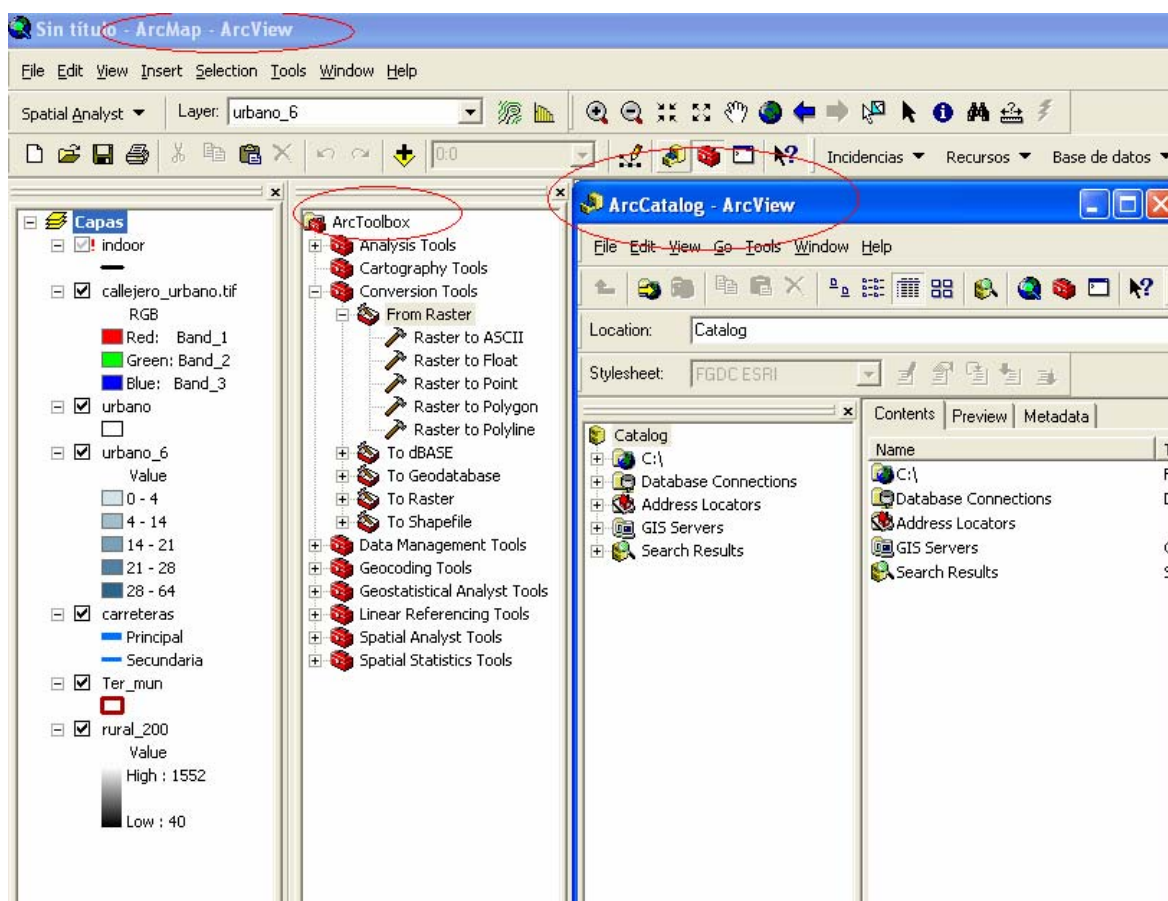 Sin título - ArcMap - ArcView
File Edit View Insert Selection Tools Window Help
Spatial Analyst Layer: urbano_6
0:0 Incidencias Recursos Base de datos
Capas
indoor
callejero_urbano.tif
RGB
Red: Band_1
Green: Band_2
Blue: Band_3
urbano
urbano_6
Value
0 - 4
4 - 14
14 - 21
21 - 28
28 - 64
carreteras
Principal
Secundaria
Ter_mun
rural_200
Value
High : 1552
Low : 40
ArcToolbox
Analysis Tools
Cartography Tools
Conversion Tools
From Raster
Raster to ASCII
Raster to Float
Raster to Point
Raster to Polygon
Raster to Polyline
To dBASE
To Geodatabase
To Raster
To Shapefile
Data Management Tools
Geocoding Tools
Geostatistical Analyst Tools
Linear Referencing Tools
Spatial Analyst Tools
Spatial Statistics Tools
ArcCatalog - ArcView
File Edit View Go Tools Window Help
Location: Catalog
Stylesheet: FGDC ESRI
Catalog
C:\
Database Connections
Address Locators
GIS Servers
Search Results
Contents Preview Metadata
Name
C:\
Database Connections
Address Locators
GIS Servers
Search Results